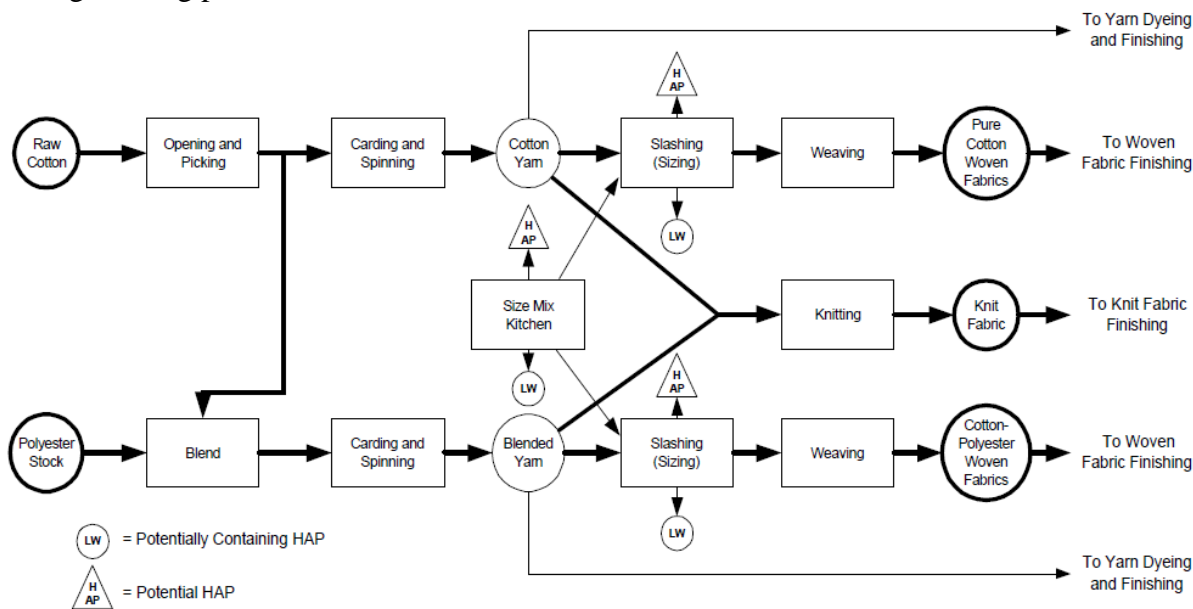 To Yarn Dyeing
and Finishing
H
AP
Raw
Cotton
Opening and
Picking
Carding and
Spinning
Cotton
Yarn
Slashing
(Sizing)
Weaving
Pure
Cotton
Woven
Fabrics
To Woven
Fabric Finishing
H
AP
LW
Size Mix
Kitchen
Knitting
Knit
Fabric
To Knit Fabric
Finishing
LW
H
AP
Polyester
Stock
Blend
Carding and
Spinning
Blended
Yarn
Slashing
(Sizing)
Weaving
Cotton-
Polyester
Woven
Fabrics
To Woven
Fabric Finishing
LW
LW = Potentially Containing HAP
H
AP = Potential HAP
To Yarn Dyeing
and Finishing